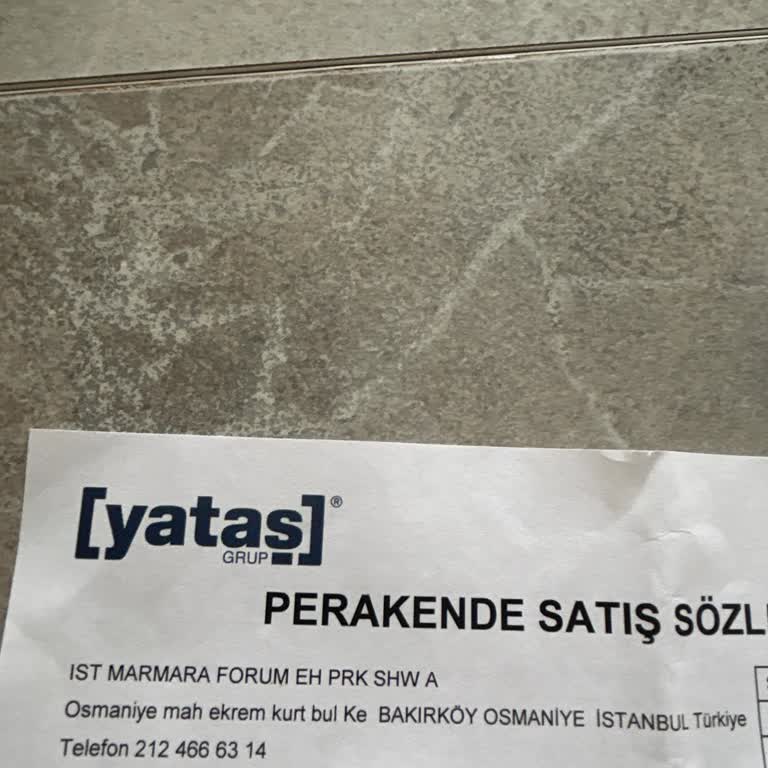 [yataş]®
GRUP
PERAKENDE SATIŞ
IST MARMARA FORUM EH PRK SHW A
Osmaniye mah ekrem kurt bul Ke BAKIRKÖY OSMANİYE İSTANBUL Türkiye
Telefon 212 466 63 14